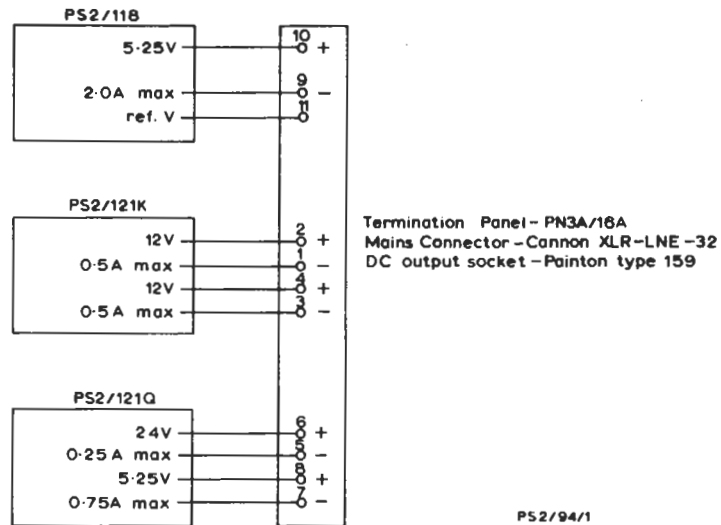 PS2/118
5·25V 10 +
2·0A max 9 -
ref. V 11
PS2/121K
12V 2 +
0·5A max 1 -
12V 4 +
0·5A max 3 -
Termination Panel - PN3A/16A
Mains Connector - Cannon XLR-LNE-32
DC output socket - Painton type 159
PS2/121Q
24V 6 +
0·25A max 5 -
5·25V 8 +
0·75A max 7 -
PS2/94/1